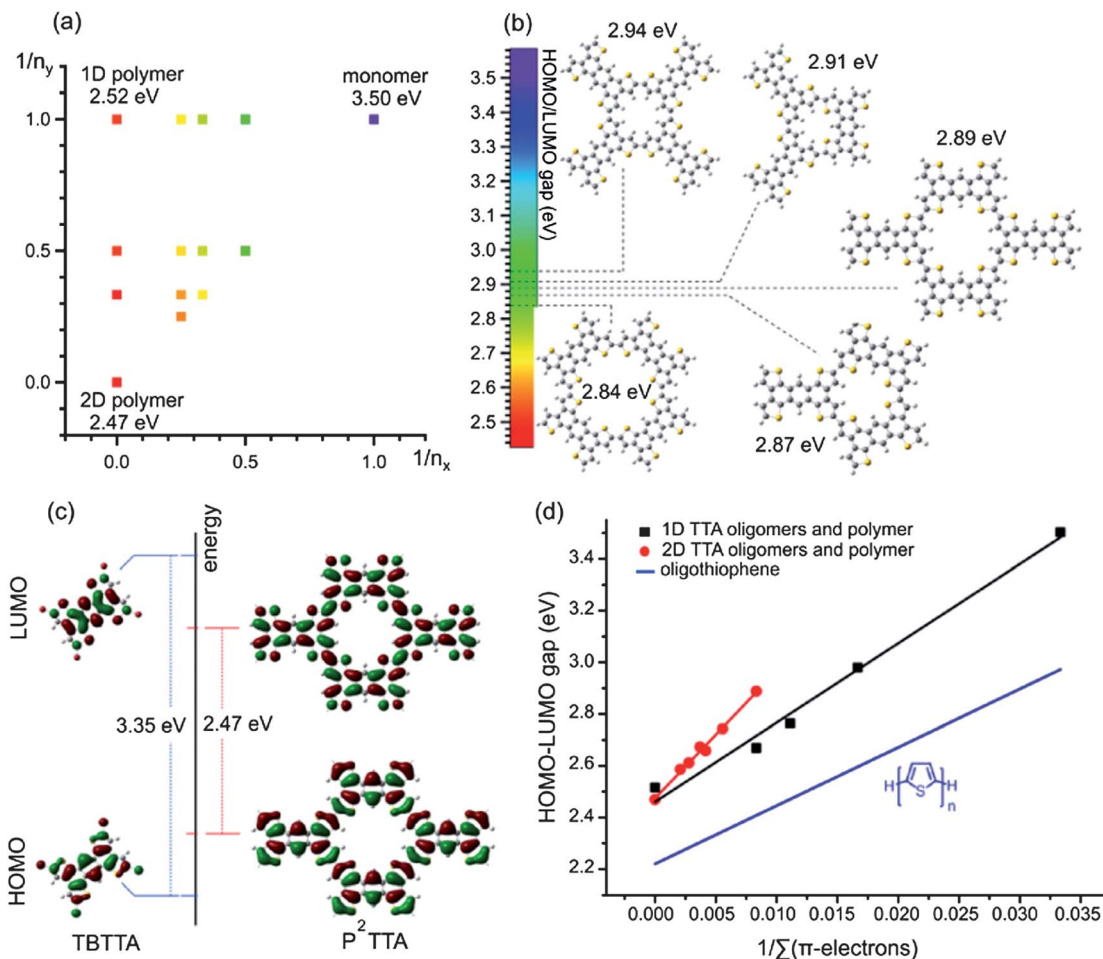 (a)
1/n_y
1D polymer
2.52 eV
monomer
3.50 eV
1.0
0.5
0.0
2D polymer
2.47 eV
0.0
0.5
1.0
1/n_x
(b)
HOMO/LUMO gap (eV)
3.5
3.4
3.3
3.2
3.1
3.0
2.9
2.8
2.7
2.6
2.5
2.94 eV
2.91 eV
2.89 eV
2.84 eV
2.87 eV
(c)
energy
LUMO
HOMO
3.35 eV
2.47 eV
TBTTA
P²TTA
(d)
1D TTA oligomers and polymer
2D TTA oligomers and polymer
oligothiophene
HOMO-LUMO gap (eV)
3.4
3.2
3.0
2.8
2.6
2.4
2.2
H
S
H
n
0.000
0.005
0.010
0.015
0.020
0.025
0.030
0.035
1/∑(π-electrons)